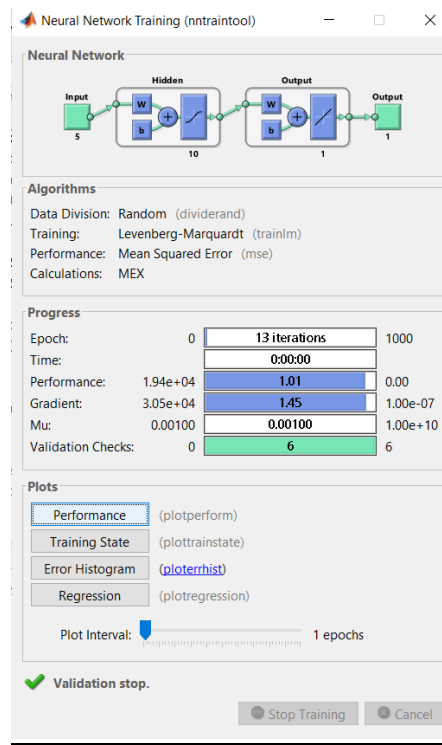 Neural Network Training (nntraintool)
Neural Network
Hidden Output
Input Output
W W
b b
5 10 1 1
Algorithms
Data Division: Random (dividerand)
Training: Levenberg-Marquardt (trainlm)
Performance: Mean Squared Error (mse)
Calculations: MEX
Progress
Epoch: 0 13 iterations 1000
Time: 0:00:00
Performance: 1.94e+04 1.01 0.00
Gradient: 3.05e+04 1.45 1.00e-07
Mu: 0.00100 0.00100 1.00e+10
Validation Checks: 0 6 6
Plots
Performance (plotperform)
Training State (plottrainstate)
Error Histogram (ploterrhist)
Regression (plotregression)
Plot Interval: 1 epochs
Validation stop.
Stop Training Cancel